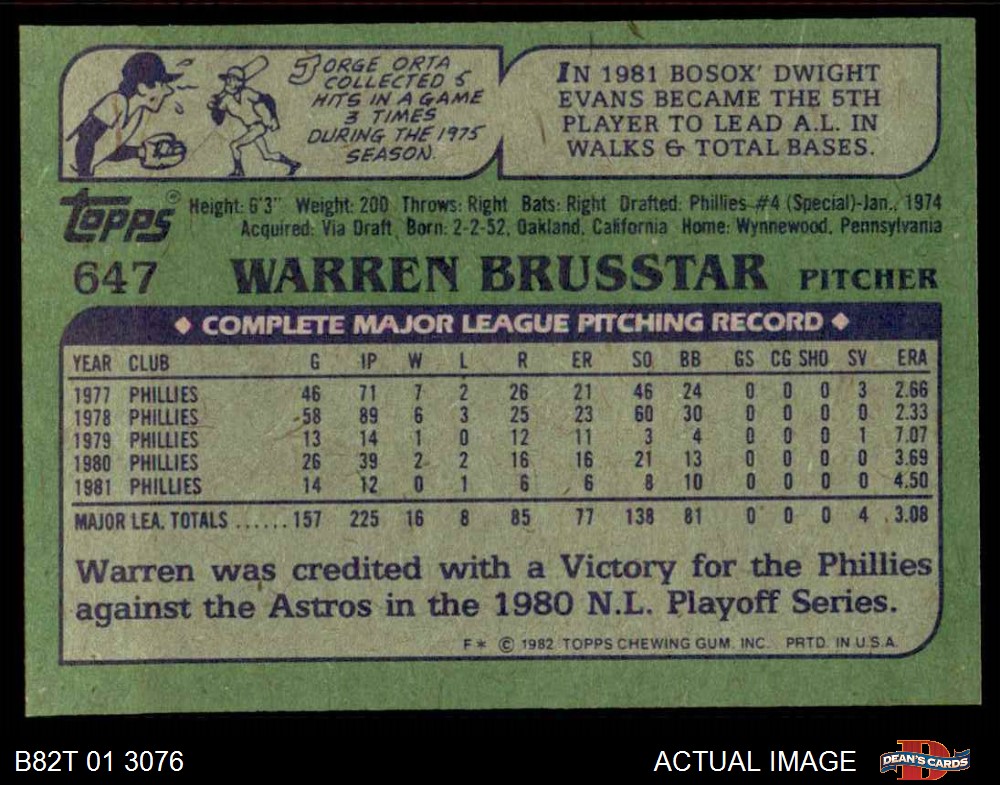 JORGE ORTA
COLLECTED 5
HITS IN A GAME
3 TIMES
DURING THE 1975
SEASON.
IN 1981 BOSOX' DWIGHT
EVANS BECAME THE 5TH
PLAYER TO LEAD A.L. IN
WALKS & TOTAL BASES.
topps®
Height: 6'3" Weight: 200 Throws: Right Bats: Right Drafted: Phillies #4 (Special)-Jan., 1974
Acquired: Via Draft Born: 2-2-52, Oakland, California Home: Wynnewood, Pennsylvania
647 WARREN BRUSSTAR PITCHER
◆ COMPLETE MAJOR LEAGUE PITCHING RECORD ◆
YEAR CLUB G IP W L R ER SO BB GS CG SHO SV ERA
1977 PHILLIES 46 71 7 2 26 21 46 24 0 0 0 3 2.66
1978 PHILLIES 58 89 6 3 25 23 60 30 0 0 0 0 2.33
1979 PHILLIES 13 14 1 0 12 11 3 4 0 0 0 1 7.07
1980 PHILLIES 26 39 2 2 16 16 21 13 0 0 0 0 3.69
1981 PHILLIES 14 12 0 1 6 6 8 10 0 0 0 0 4.50
MAJOR LEA. TOTALS ......157 225 16 8 85 77 138 81 0 0 0 4 3.08
Warren was credited with a Victory for the Phillies
against the Astros in the 1980 N.L. Playoff Series.
F* © 1982 TOPPS CHEWING GUM, INC. PRTD. IN U.S.A.
B82T 01 3076
ACTUAL IMAGE
D
DEAN'S CARDS